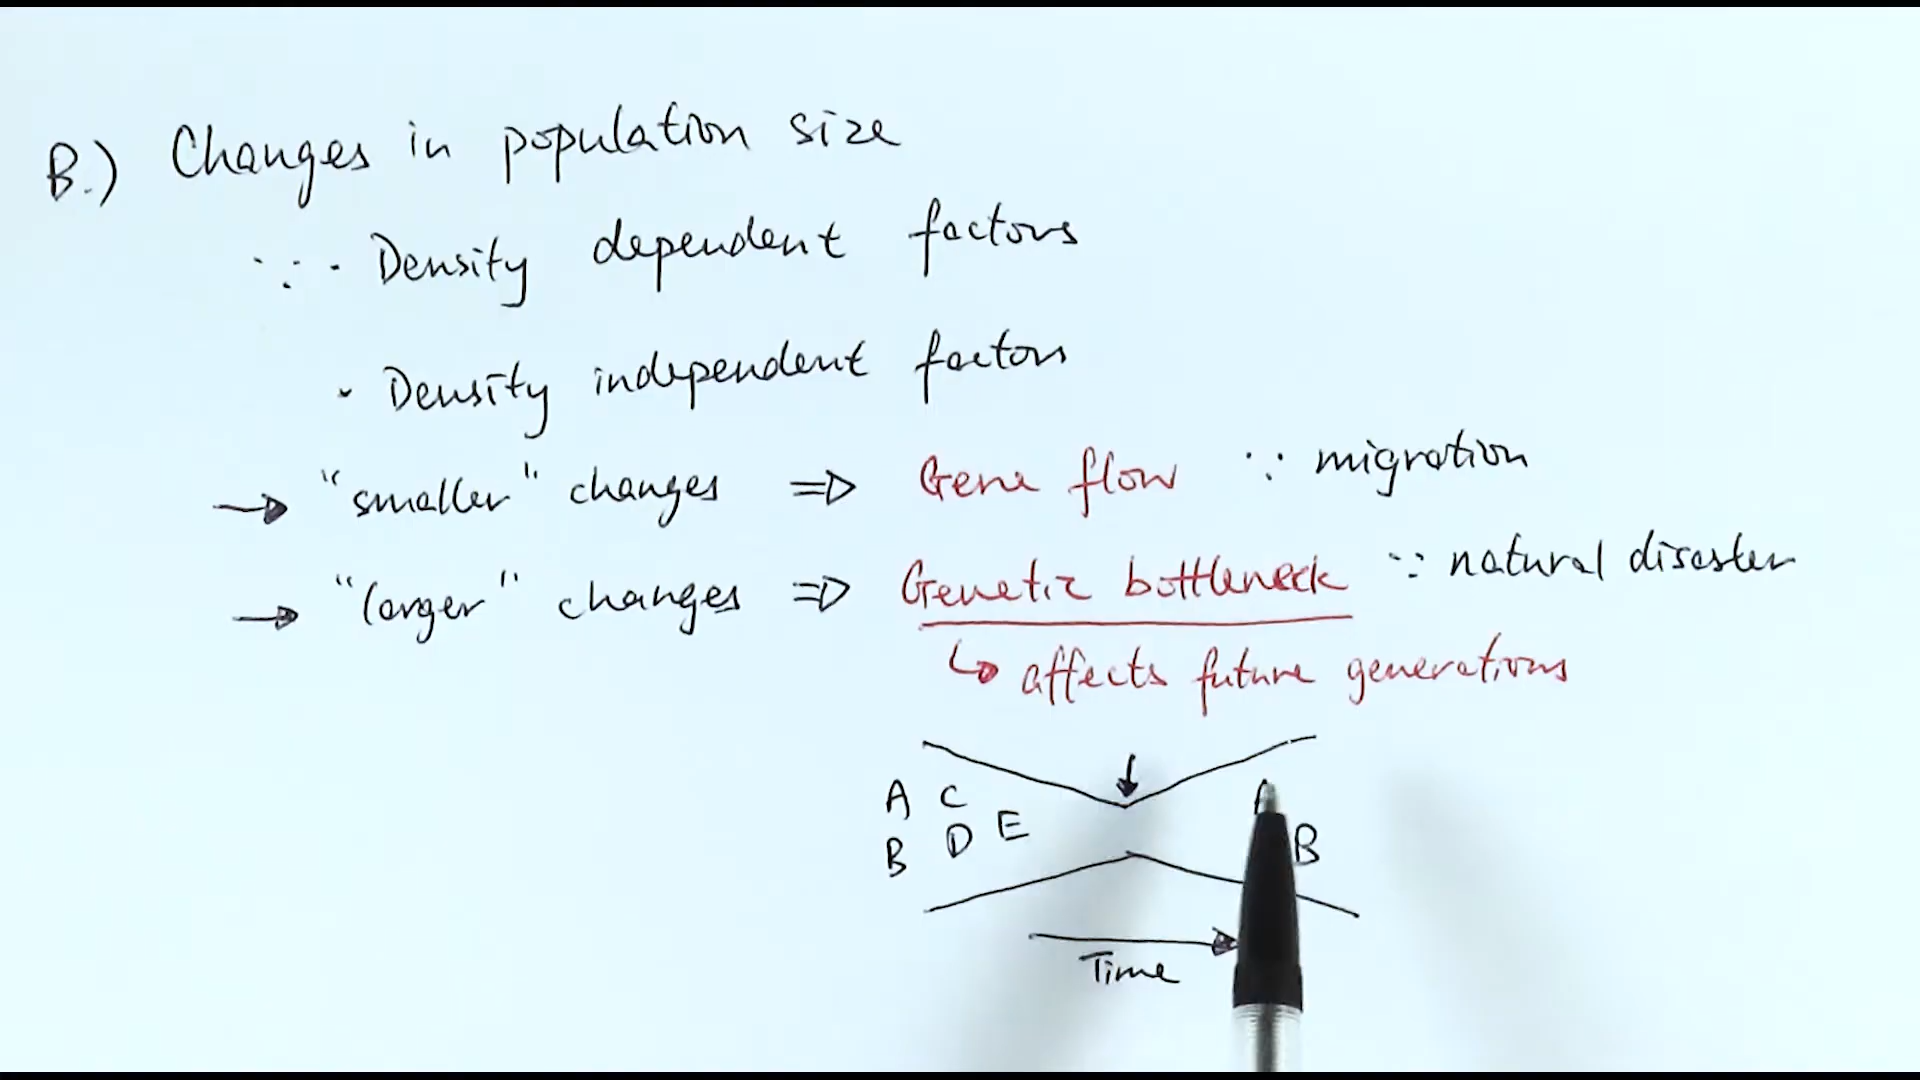 B.) Changes in population size
∵ · Density dependent factors
· Density independent factors
→ "smaller" changes ⇒ Gene flow ∵ migration
→ "larger" changes ⇒ Genetic bottleneck ∵ natural disaster
↳ affects future generations
↓
A C
E
B D
B
Time